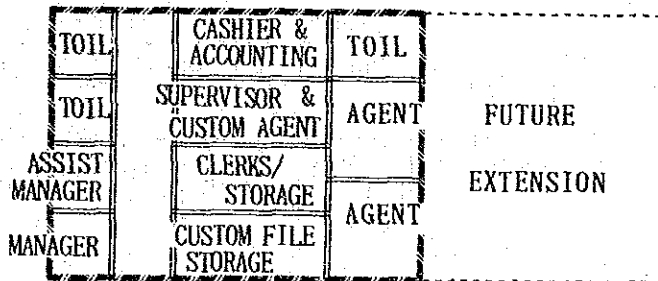 TOIL
CASHIER &
ACCOUNTING
TOIL
TOIL
SUPERVISOR &
CUSTOM AGENT
AGENT
FUTURE
EXTENSION
ASSIST
MANAGER
CLERKS/
STORAGE
AGENT
MANAGER
CUSTOM FILE
STORAGE